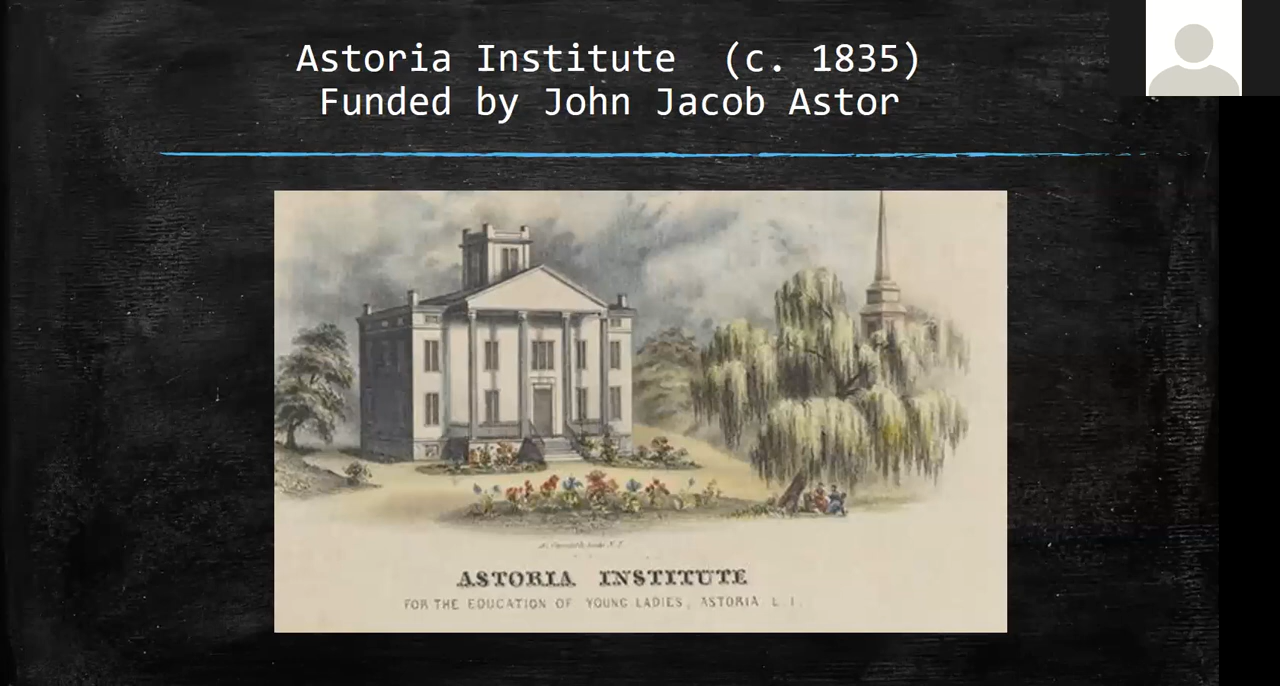 Astoria Institute (c. 1835)
Funded by John Jacob Astor
ASTORIA INSTITUTE
FOR THE EDUCATION OF YOUNG LADIES, ASTORIA L. I.